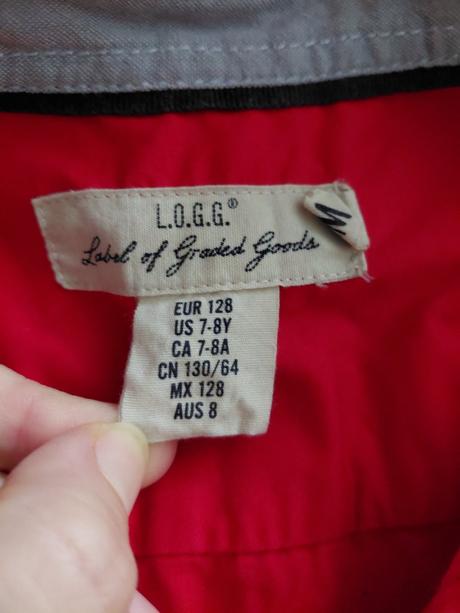 L.O.G.G.®
Label of Graded Goods
EUR 128
US 7-8Y
CA 7-8A
CN 130/64
MX 128
AUS 8